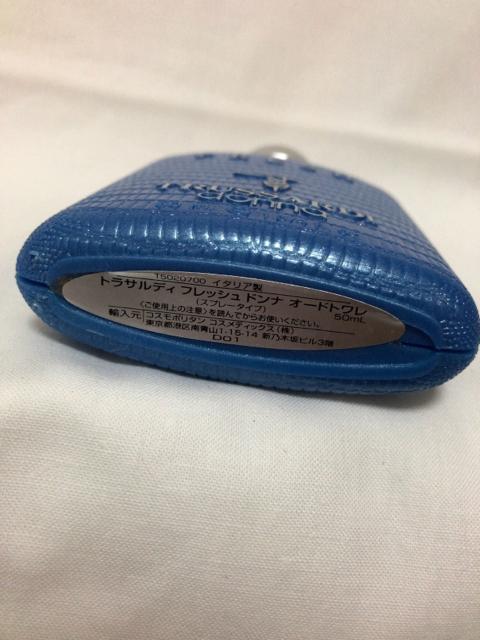 TRUSSARDI
DONNA
T5020700 イタリア製
トラサルディ フレッシュ ドンナ オードトワレ
(スプレータイプ) 50mL
《ご使用上の注意》を読んでからお使いください。
輸入元 コスモポリタン コスメティックス(株)
東京都港区南青山1-15-14 新乃木坂ビル3階
D01